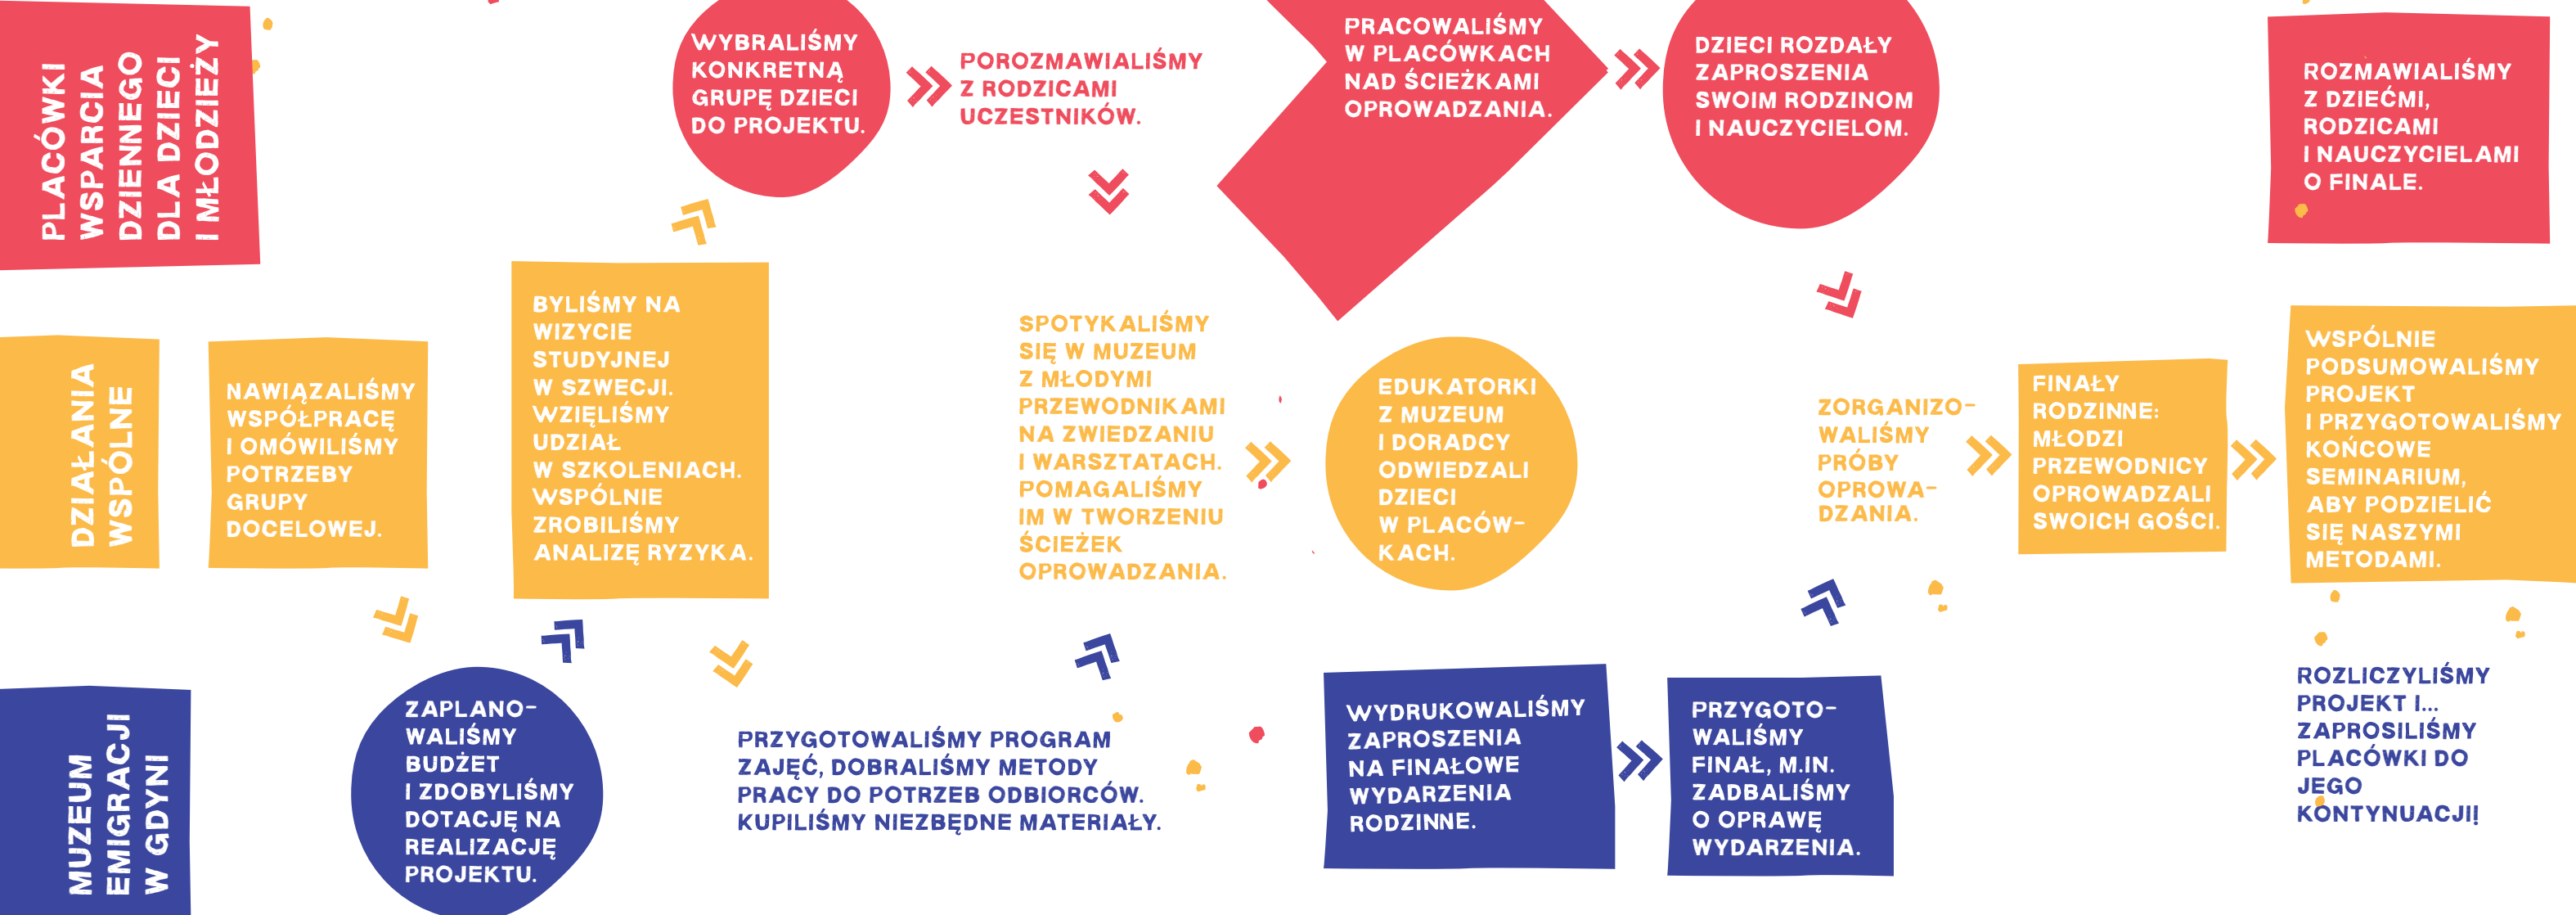 PLACÓWKI
WSPARCIA
DZIENNEGO
DLA DZIECI
I MŁODZIEŻY
WYBRALIŚMY
KONKRETNĄ
GRUPĘ DZIECI
DO PROJEKTU.
POROZMAWIALIŚMY
Z RODZICAMI
UCZESTNIKÓW.
PRACOWALIŚMY
W PLACÓWKACH
NAD ŚCIEŻKAMI
OPROWADZANIA.
DZIECI ROZDAŁY
ZAPROSZENIA
SWOIM RODZINOM
I NAUCZYCIELOM.
ROZMAWIALIŚMY
Z DZIEĆMI,
RODZICAMI
I NAUCZYCIELAMI
O FINALE.
DZIAŁANIA
WSPÓLNE
NAWIĄZALIŚMY
WSPÓŁPRACĘ
I OMÓWILIŚMY
POTRZEBY
GRUPY
DOCELOWEJ.
BYLIŚMY NA
WIZYCIE
STUDYJNEJ
W SZWECJI.
WZIĘLIŚMY
UDZIAŁ
W SZKOLENIACH.
WSPÓLNIE
ZROBILIŚMY
ANALIZĘ RYZYKA.
SPOTYKALIŚMY
SIĘ W MUZEUM
Z MŁODYMI
PRZEWODNIKAMI
NA ZWIEDZANIU
I WARSZTATACH.
POMAGALIŚMY
IM W TWORZENIU
ŚCIEŻEK
OPROWADZANIA.
EDUKATORKI
Z MUZEUM
I DORADCY
ODWIEDZALI
DZIECI
W PLACÓW-
KACH.
ZORGANIZO-
WALIŚMY
PRÓBY
OPROWA-
DZANIA.
FINAŁY
RODZINNE:
MŁODZI
PRZEWODNICY
OPROWADZALI
SWOICH GOŚCI.
WSPÓLNIE
PODSUMOWALIŚMY
PROJEKT
I PRZYGOTOWALIŚMY
KOŃCOWE
SEMINARIUM,
ABY PODZIELIĆ
SIĘ NASZYMI
METODAMI.
MUZEUM
EMIGRACJI
W GDYNI
ZAPLANO-
WALIŚMY
BUDŻET
I ZDOBYLIŚMY
DOTACJĘ NA
REALIZACJĘ
PROJEKTU.
PRZYGOTOWALIŚMY PROGRAM
ZAJĘĆ, DOBRALIŚMY METODY
PRACY DO POTRZEB ODBIORCÓW.
KUPILIŚMY NIEZBĘDNE MATERIAŁY.
WYDRUKOWALIŚMY
ZAPROSZENIA
NA FINAŁOWE
WYDARZENIA
RODZINNE.
PRZYGOTO-
WALIŚMY
FINAŁ, M.IN.
ZADBALIŚMY
O OPRAWĘ
WYDARZENIA.
ROZLICZYLIŚMY
PROJEKT I...
ZAPROSILIŚMY
PLACÓWKI DO
JEGO
KONTYNUACJI!